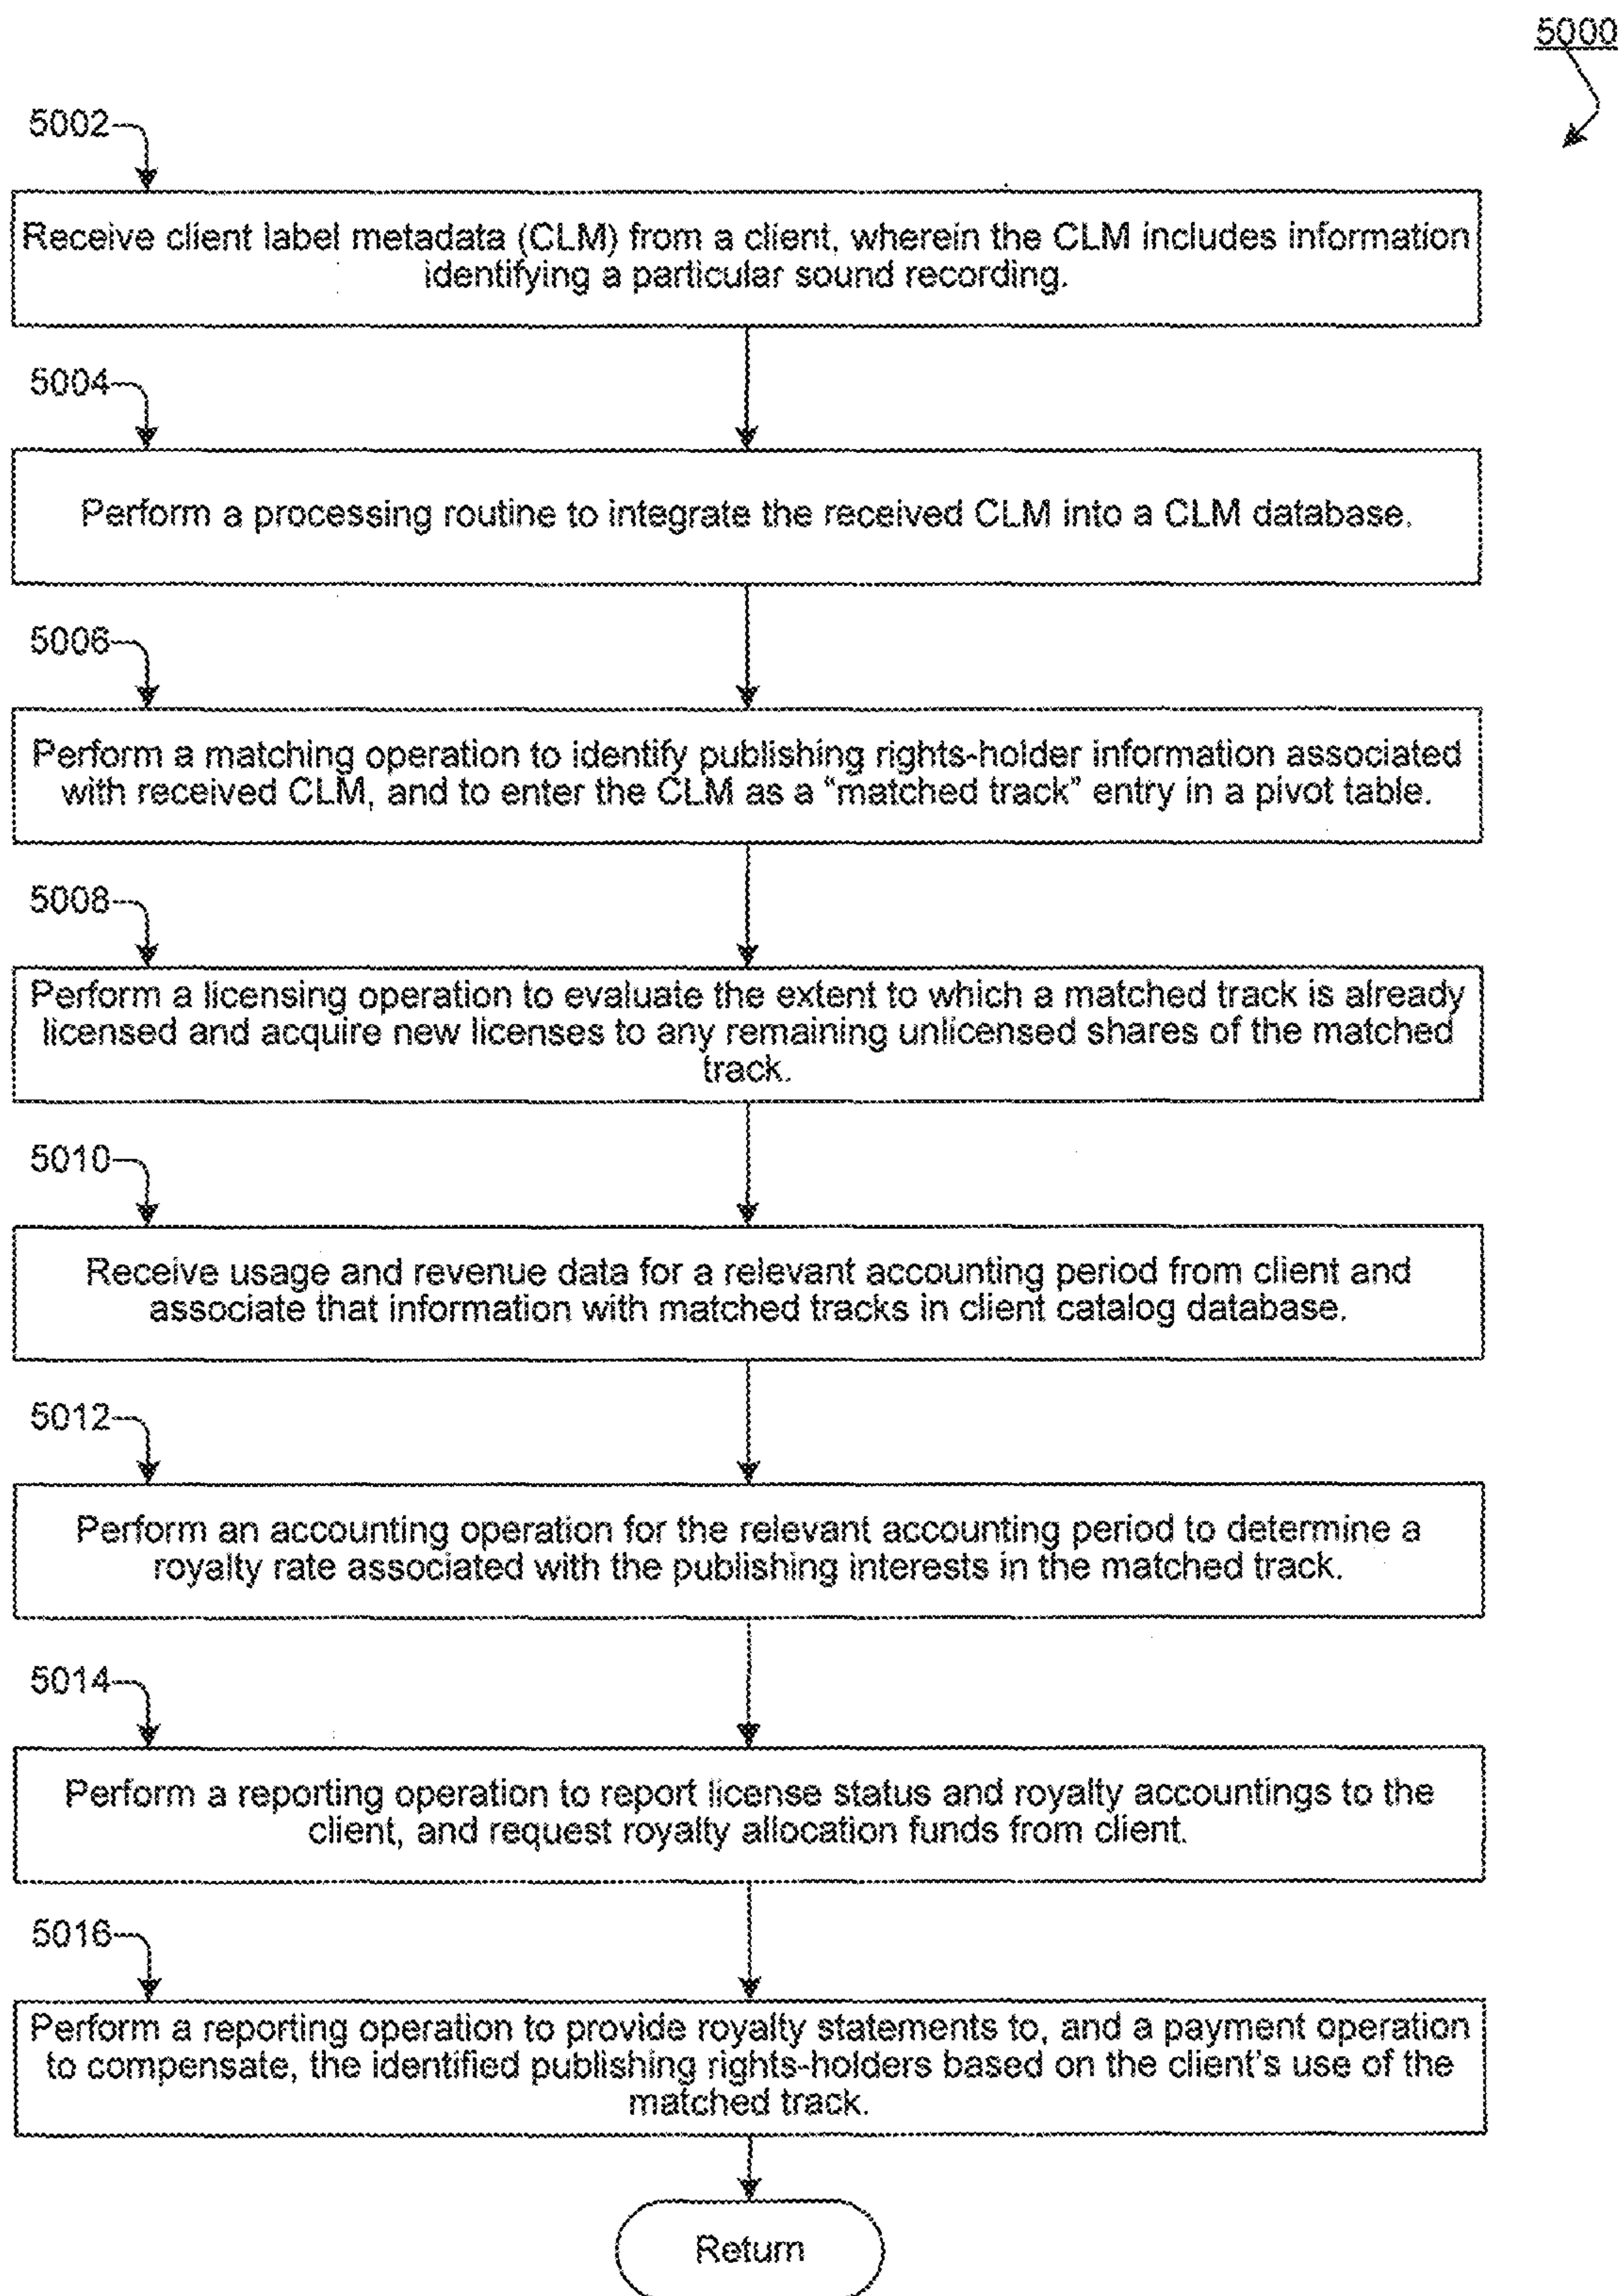 5000
5002
Receive client label metadata (CLM) from a client, wherein the CLM includes information
identifying a particular sound recording.
5004
Perform a processing routine to integrate the received CLM into a CLM database.
5006
Perform a matching operation to identify publishing rights-holder information associated
with received CLM, and to enter the CLM as a “matched track” entry in a pivot table.
5008
Perform a licensing operation to evaluate the extent to which a matched track is already
licensed and acquire new licenses to any remaining unlicensed shares of the matched
track.
5010
Receive usage and revenue data for a relevant accounting period from client and
associate that information with matched tracks in client catalog database.
5012
Perform an accounting operation for the relevant accounting period to determine a
royalty rate associated with the publishing interests in the matched track.
5014
Perform a reporting operation to report license status and royalty accountings to the
client, and request royalty allocation funds from client.
5016
Perform a reporting operation to provide royalty statements to, and a payment operation
to compensate, the identified publishing rights-holders based on the client’s use of the
matched track.
Return